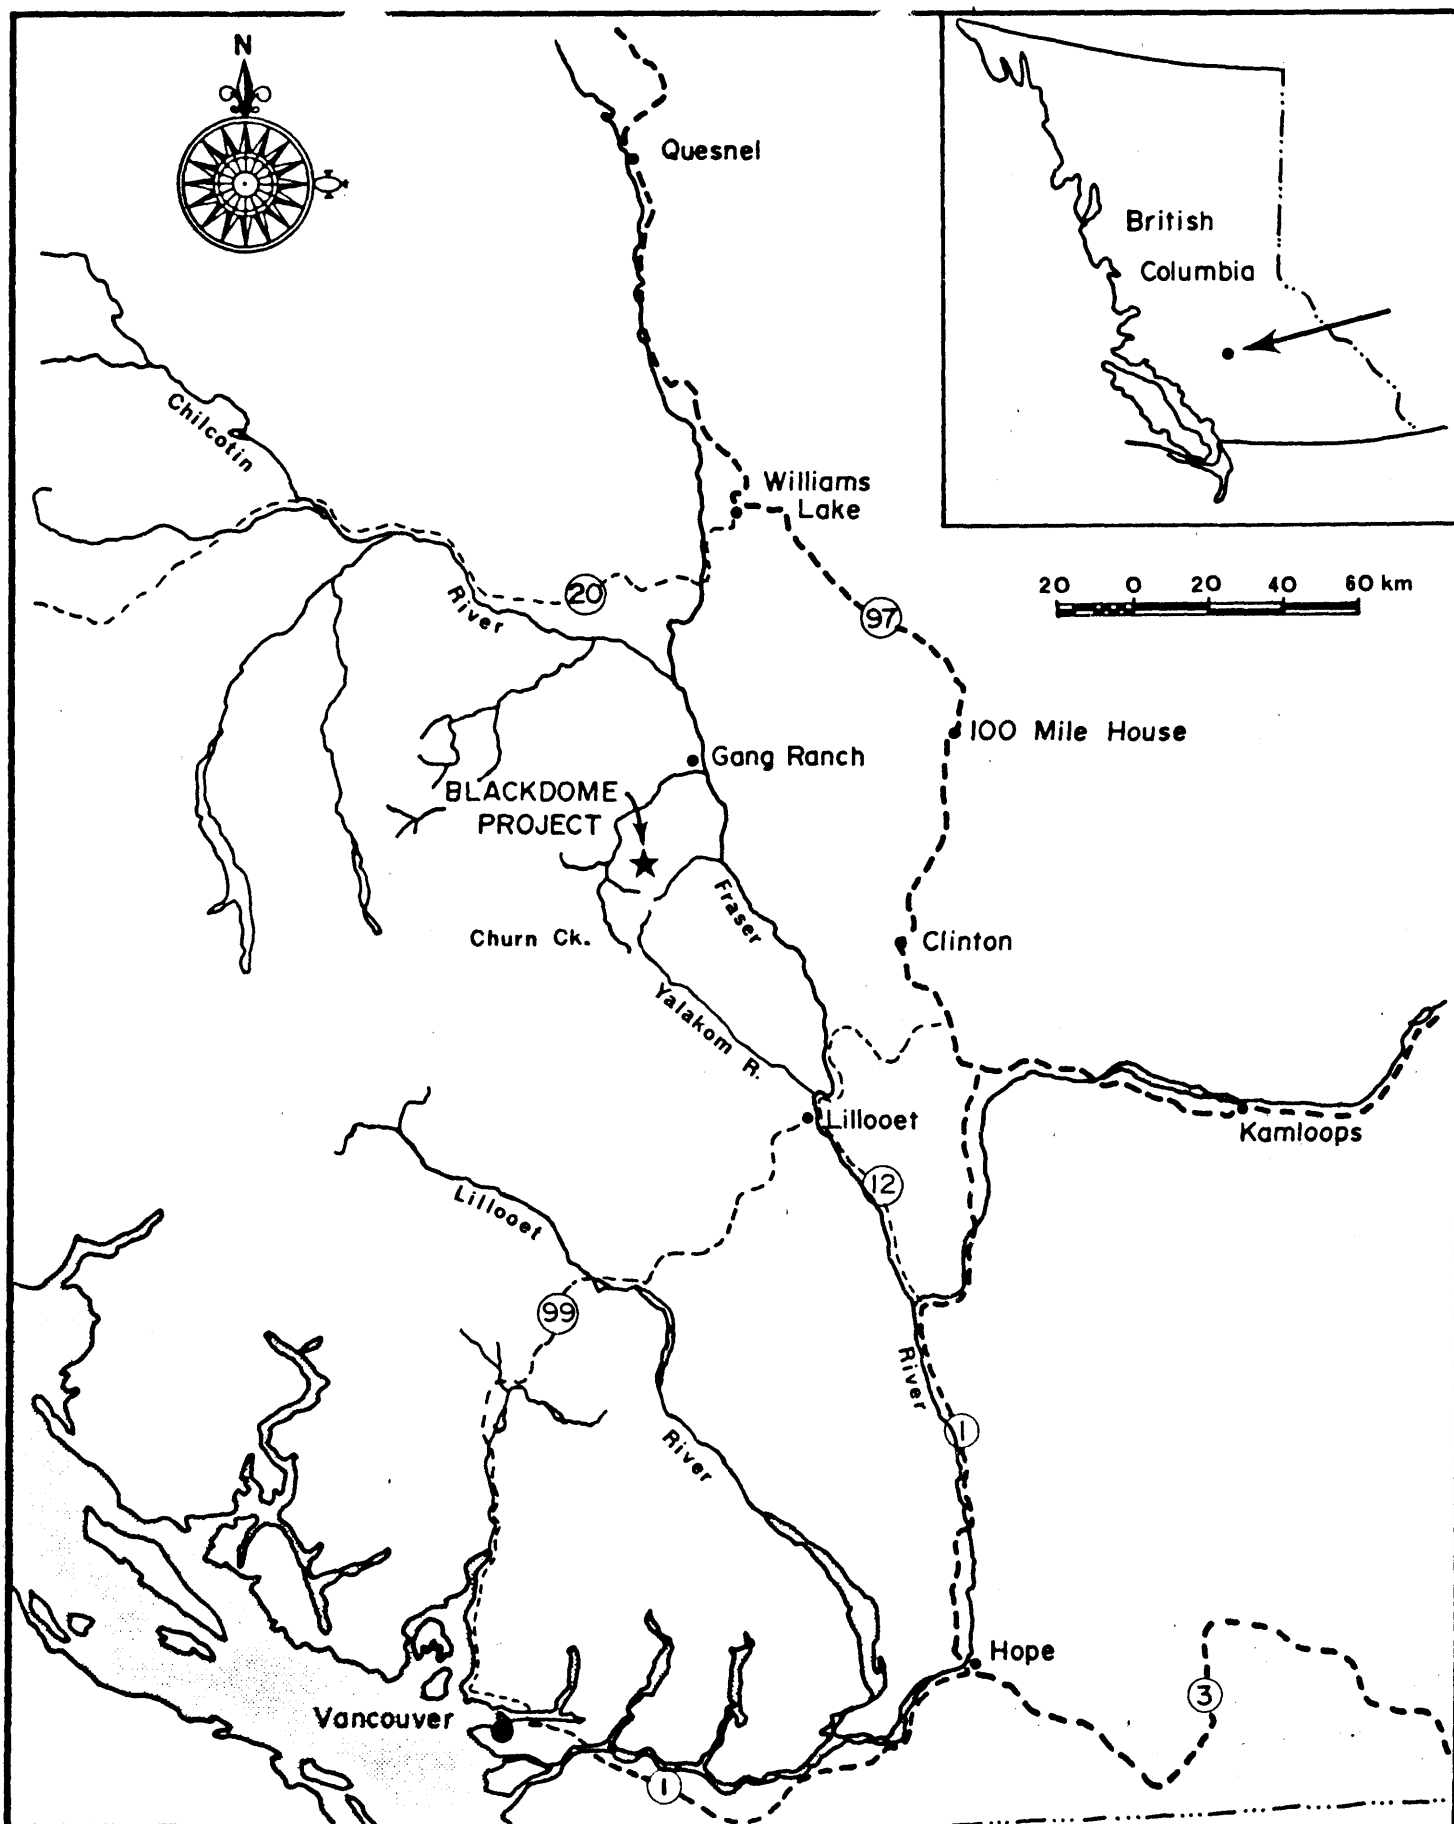 N
Quesnel
British
Columbia
Chilcotin
Williams
Lake
20 0 20 40 60 km
River
20
97
100 Mile House
Gang Ranch
BLACKDOME
PROJECT
Fraser
Churn Ck.
Clinton
Yalakom R.
Lillooet
Kamloops
12
Lillooet
99
River
1
River
Hope
3
Vancouver
1